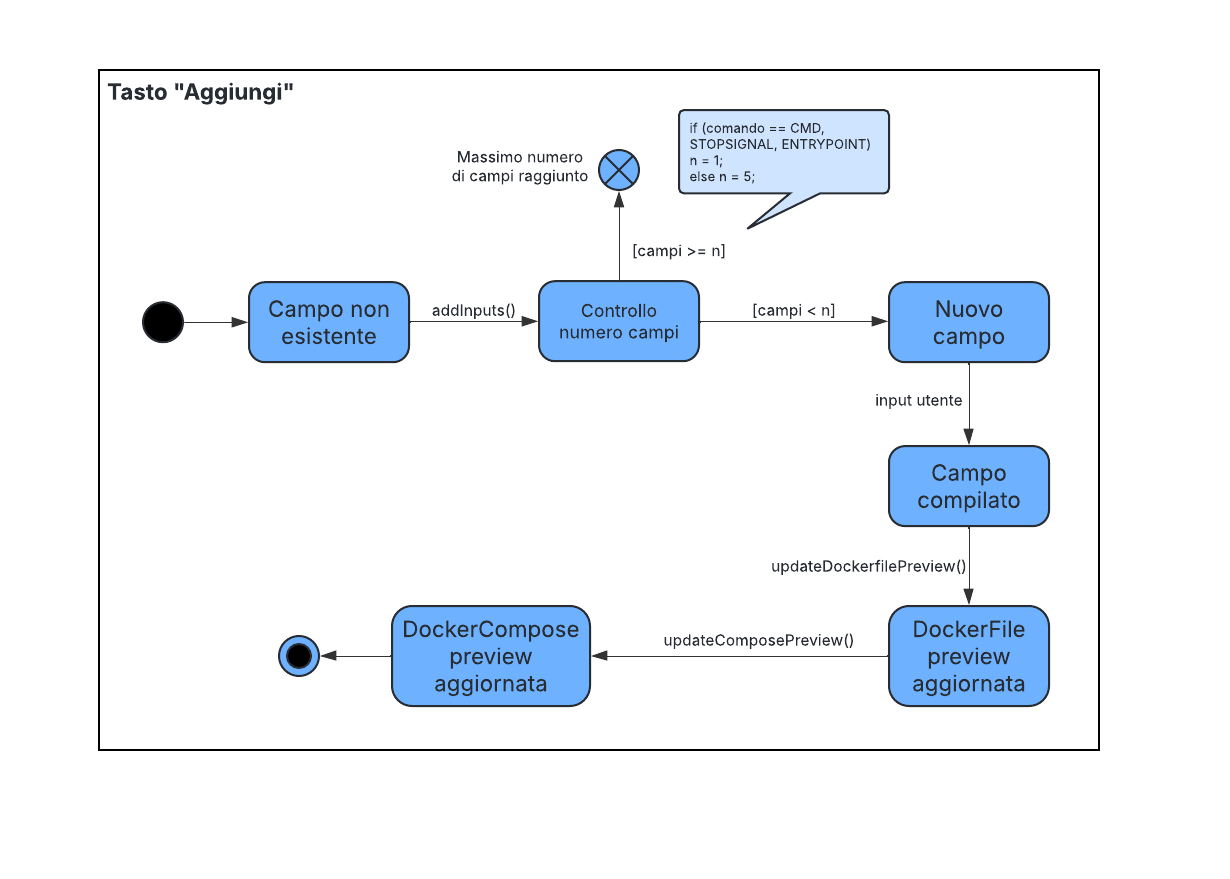 Tasto "Aggiungi"
if (comando == CMD,
STOPSIGNAL, ENTRYPOINT)
n = 1;
else n = 5;
Massimo numero
di campi raggiunto
[campi >= n]
Campo non
esistente
addInputs()
Controllo
numero campi
[campi < n]
Nuovo
campo
input utente
Campo
compilato
updateDockerfilePreview()
DockerFile
preview
aggiornata
updateComposePreview()
DockerCompose
preview
aggiornata